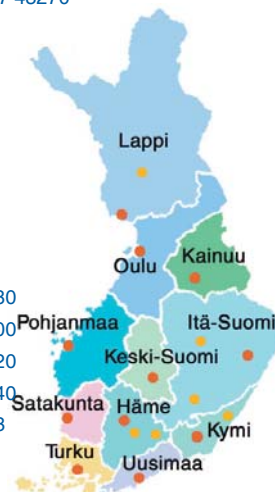 Lappi
Oulu
Kainuu
Pohjanmaa
Itä-Suomi
Keski-Suomi
Satakunta
Häme
Kymi
Turku
Uusimaa